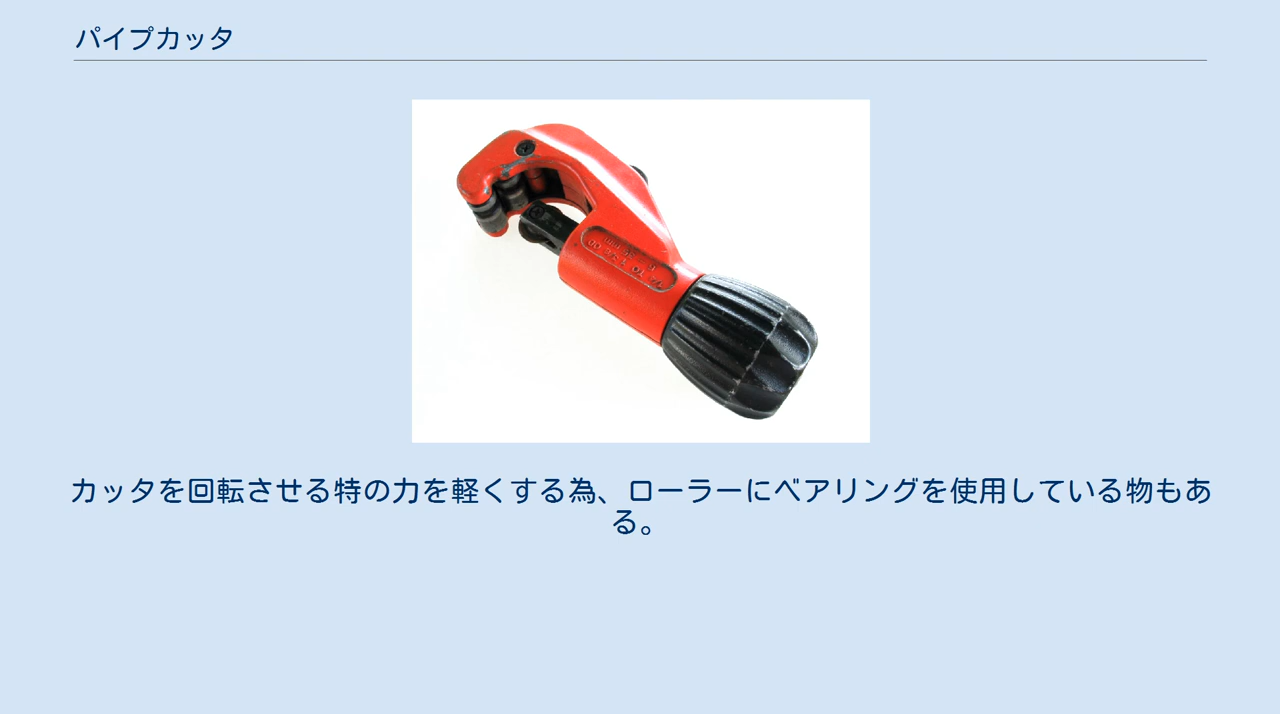 パイプカッタ
カッタを回転させる特の力を軽くする為、ローラーにベアリングを使用している物もあ
る。